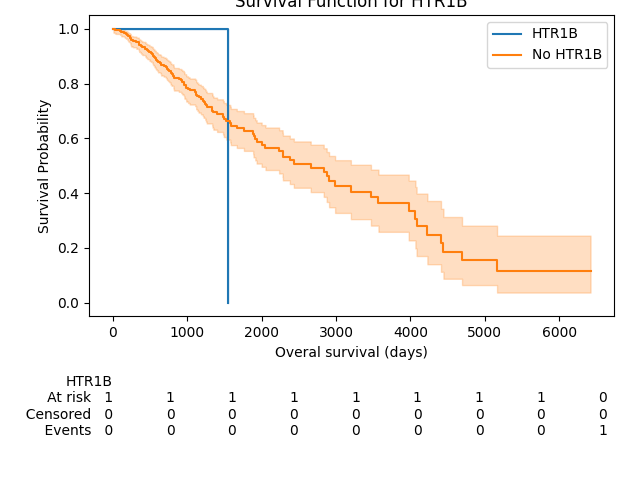 Survival Function for HTR1B
HTR1B
No HTR1B
Survival Probability
1.0
0.8
0.6
0.4
0.2
0.0
0 1000 2000 3000 4000 5000 6000
Overal survival (days)
HTR1B
At risk 1 1 1 1 1 1 1 1 0
Censored 0 0 0 0 0 0 0 0 0
Events 0 0 0 0 0 0 0 0 1